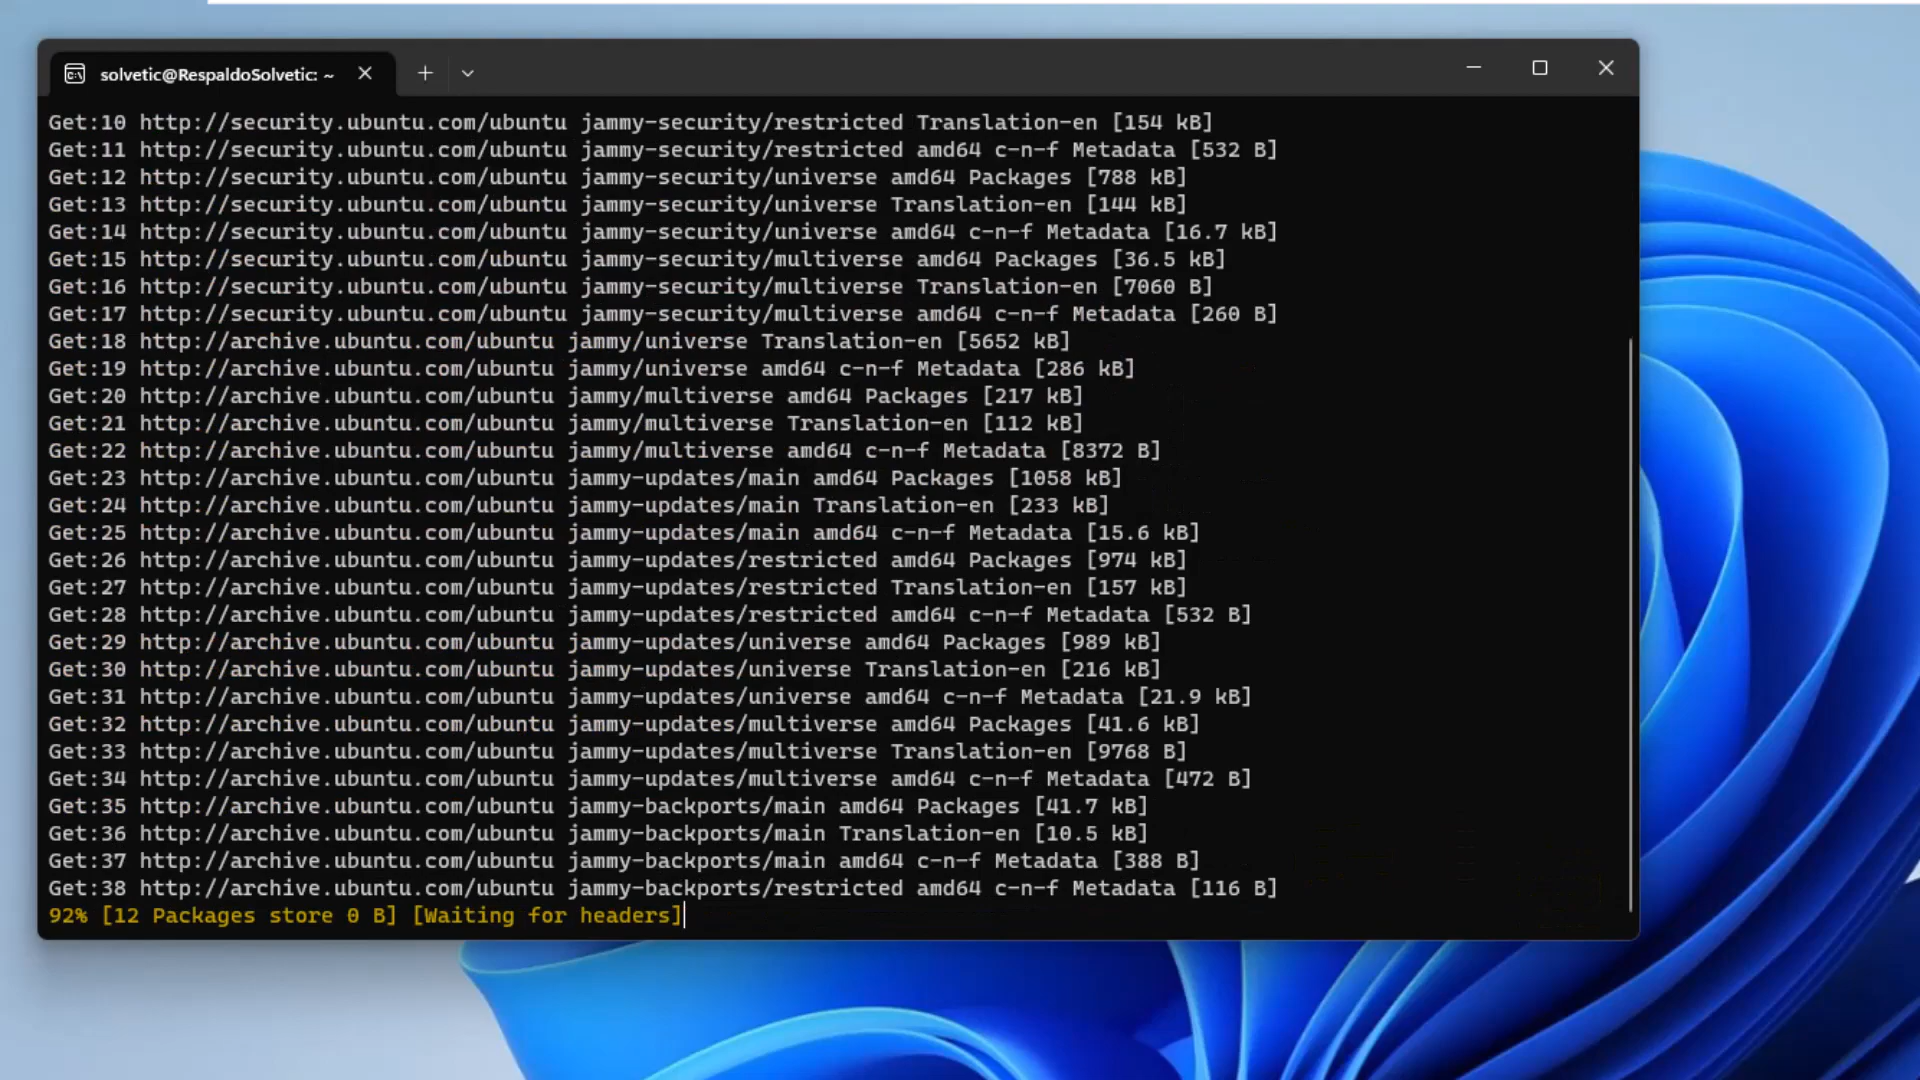 solvetic@RespaldoSolvetic: ~
Get:10 http://security.ubuntu.com/ubuntu jammy-security/restricted Translation-en [154 kB]
Get:11 http://security.ubuntu.com/ubuntu jammy-security/restricted amd64 c-n-f Metadata [532 B]
Get:12 http://security.ubuntu.com/ubuntu jammy-security/universe amd64 Packages [788 kB]
Get:13 http://security.ubuntu.com/ubuntu jammy-security/universe Translation-en [144 kB]
Get:14 http://security.ubuntu.com/ubuntu jammy-security/universe amd64 c-n-f Metadata [16.7 kB]
Get:15 http://security.ubuntu.com/ubuntu jammy-security/multiverse amd64 Packages [36.5 kB]
Get:16 http://security.ubuntu.com/ubuntu jammy-security/multiverse Translation-en [7060 B]
Get:17 http://security.ubuntu.com/ubuntu jammy-security/multiverse amd64 c-n-f Metadata [260 B]
Get:18 http://archive.ubuntu.com/ubuntu jammy/universe Translation-en [5652 kB]
Get:19 http://archive.ubuntu.com/ubuntu jammy/universe amd64 c-n-f Metadata [286 kB]
Get:20 http://archive.ubuntu.com/ubuntu jammy/multiverse amd64 Packages [217 kB]
Get:21 http://archive.ubuntu.com/ubuntu jammy/multiverse Translation-en [112 kB]
Get:22 http://archive.ubuntu.com/ubuntu jammy/multiverse amd64 c-n-f Metadata [8372 B]
Get:23 http://archive.ubuntu.com/ubuntu jammy-updates/main amd64 Packages [1058 kB]
Get:24 http://archive.ubuntu.com/ubuntu jammy-updates/main Translation-en [233 kB]
Get:25 http://archive.ubuntu.com/ubuntu jammy-updates/main amd64 c-n-f Metadata [15.6 kB]
Get:26 http://archive.ubuntu.com/ubuntu jammy-updates/restricted amd64 Packages [974 kB]
Get:27 http://archive.ubuntu.com/ubuntu jammy-updates/restricted Translation-en [157 kB]
Get:28 http://archive.ubuntu.com/ubuntu jammy-updates/restricted amd64 c-n-f Metadata [532 B]
Get:29 http://archive.ubuntu.com/ubuntu jammy-updates/universe amd64 Packages [989 kB]
Get:30 http://archive.ubuntu.com/ubuntu jammy-updates/universe Translation-en [216 kB]
Get:31 http://archive.ubuntu.com/ubuntu jammy-updates/universe amd64 c-n-f Metadata [21.9 kB]
Get:32 http://archive.ubuntu.com/ubuntu jammy-updates/multiverse amd64 Packages [41.6 kB]
Get:33 http://archive.ubuntu.com/ubuntu jammy-updates/multiverse Translation-en [9768 B]
Get:34 http://archive.ubuntu.com/ubuntu jammy-updates/multiverse amd64 c-n-f Metadata [472 B]
Get:35 http://archive.ubuntu.com/ubuntu jammy-backports/main amd64 Packages [41.7 kB]
Get:36 http://archive.ubuntu.com/ubuntu jammy-backports/main Translation-en [10.5 kB]
Get:37 http://archive.ubuntu.com/ubuntu jammy-backports/main amd64 c-n-f Metadata [388 B]
Get:38 http://archive.ubuntu.com/ubuntu jammy-backports/restricted amd64 c-n-f Metadata [116 B]
92% [12 Packages store 0 B] [Waiting for headers]